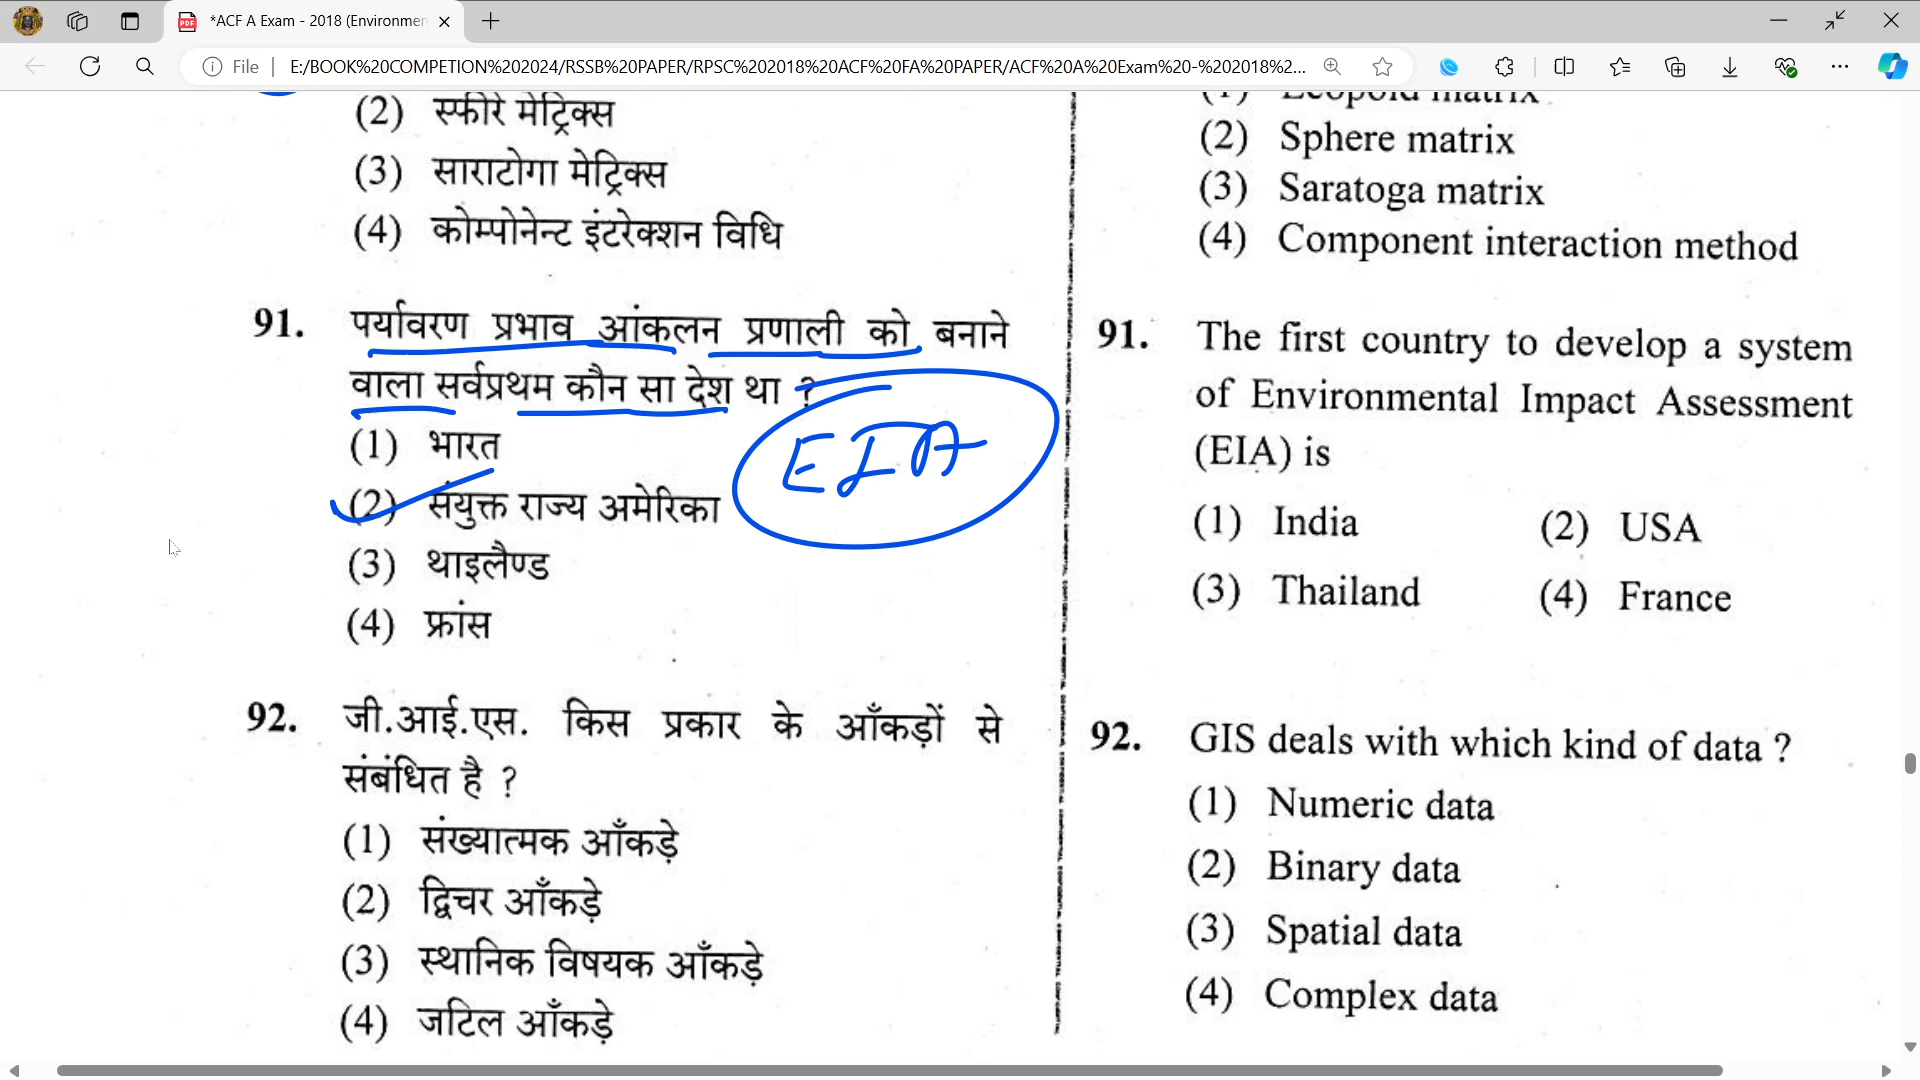 *ACF A Exam - 2018 (Environmen
File
E:/BOOK%20COMPETION%202024/RSSB%20PAPER/RPSC%202018%20ACF%20FA%20PAPER/ACF%20A%20Exam%20-%202018%2...
(2) स्फीरे मेट्रिक्स
(3) साराटोगा मेट्रिक्स
(4) कोम्पोनेन्ट इंटरेक्शन विधि
91. पर्यावरण प्रभाव आंकलन प्रणाली को बनाने
वाला सर्वप्रथम कौन सा देश था ?
EIA
(1) भारत
(2) संयुक्त राज्य अमेरिका
(3) थाइलैण्ड
(4) फ्रांस
92. जी.आई.एस. किस प्रकार के आँकड़ों से
संबंधित है ?
(1) संख्यात्मक आँकड़े
(2) द्विचर आँकड़े
(3) स्थानिक विषयक आँकड़े
(4) जटिल आँकड़े
(1) Leopold matrix
(2) Sphere matrix
(3) Saratoga matrix
(4) Component interaction method
91. The first country to develop a system
of Environmental Impact Assessment
(EIA) is
(1) India (2) USA
(3) Thailand (4) France
92. GIS deals with which kind of data ?
(1) Numeric data
(2) Binary data
(3) Spatial data
(4) Complex data